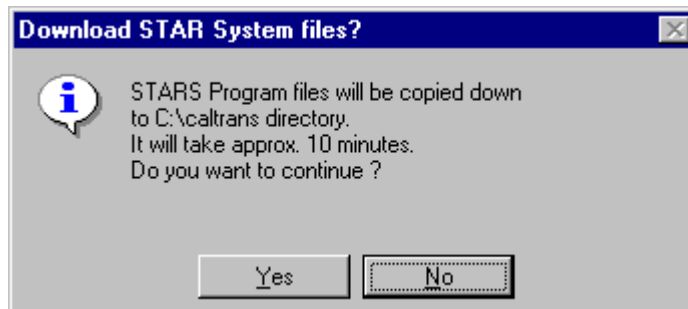 Download STAR System files?
STARS Program files will be copied down
to C:\caltrans directory.
It will take approx. 10 minutes.
Do you want to continue ?
Yes No